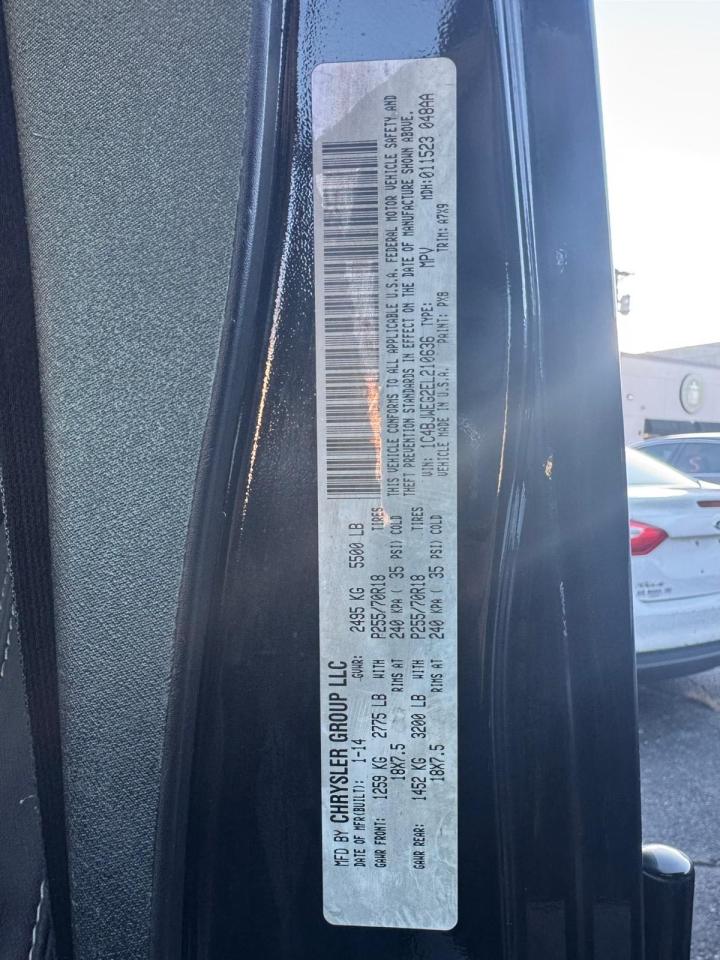 MFD BY CHRYSLER GROUP LLC
DATE OF MFR(BUILT): 1-14 GVWR: 2495 KG 5500 LB
GAWR FRONT: 1259 KG 2775 LB WITH P255/70R18 TIRES
18X7.5 RIMS AT 240 KPA ( 35 PSI) COLD
GAWR REAR: 1452 KG 3200 LB WITH P255/70R18 TIRES
18X7.5 RIMS AT 240 KPA ( 35 PSI) COLD
THIS VEHICLE CONFORMS TO ALL APPLICABLE U.S.A. FEDERAL MOTOR VEHICLE SAFETY AND
THEFT PREVENTION STANDARDS IN EFFECT ON THE DATE OF MANUFACTURE SHOWN ABOVE.
VIN: 1C4BJWEG2EL210636 TYPE: MPV MDH:011523 048AA
VEHICLE MADE IN U.S.A. PAINT: PX8 TRIM: A7X9